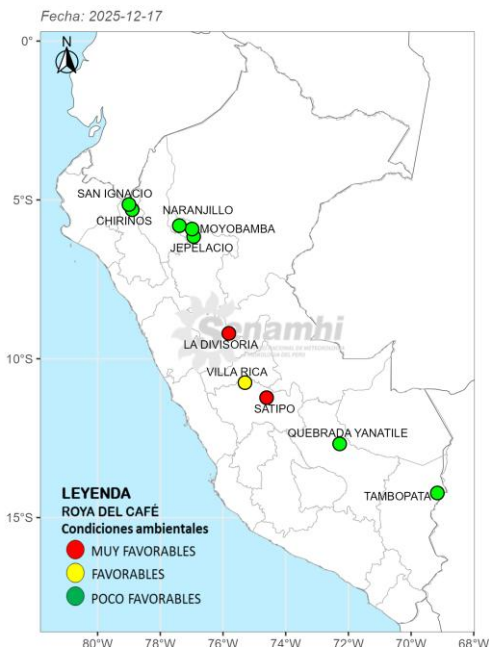 Fecha: 2025-12-17
N
0°
5°S
10°S
15°S
SAN IGNACIO
CHIRINOS
NARANJILLO
MOYOBAMBA
JEPELACIO
Senamhi
LA DIVISORIA
VILLA RICA
SATIPO
QUEBRADA YANATILE
TAMBOPATA
LEYENDA
ROYA DEL CAFÉ
Condiciones ambientales
MUY FAVORABLES
FAVORABLES
POCO FAVORABLES
80°W 78°W 76°W 74°W 72°W 70°W 68°W